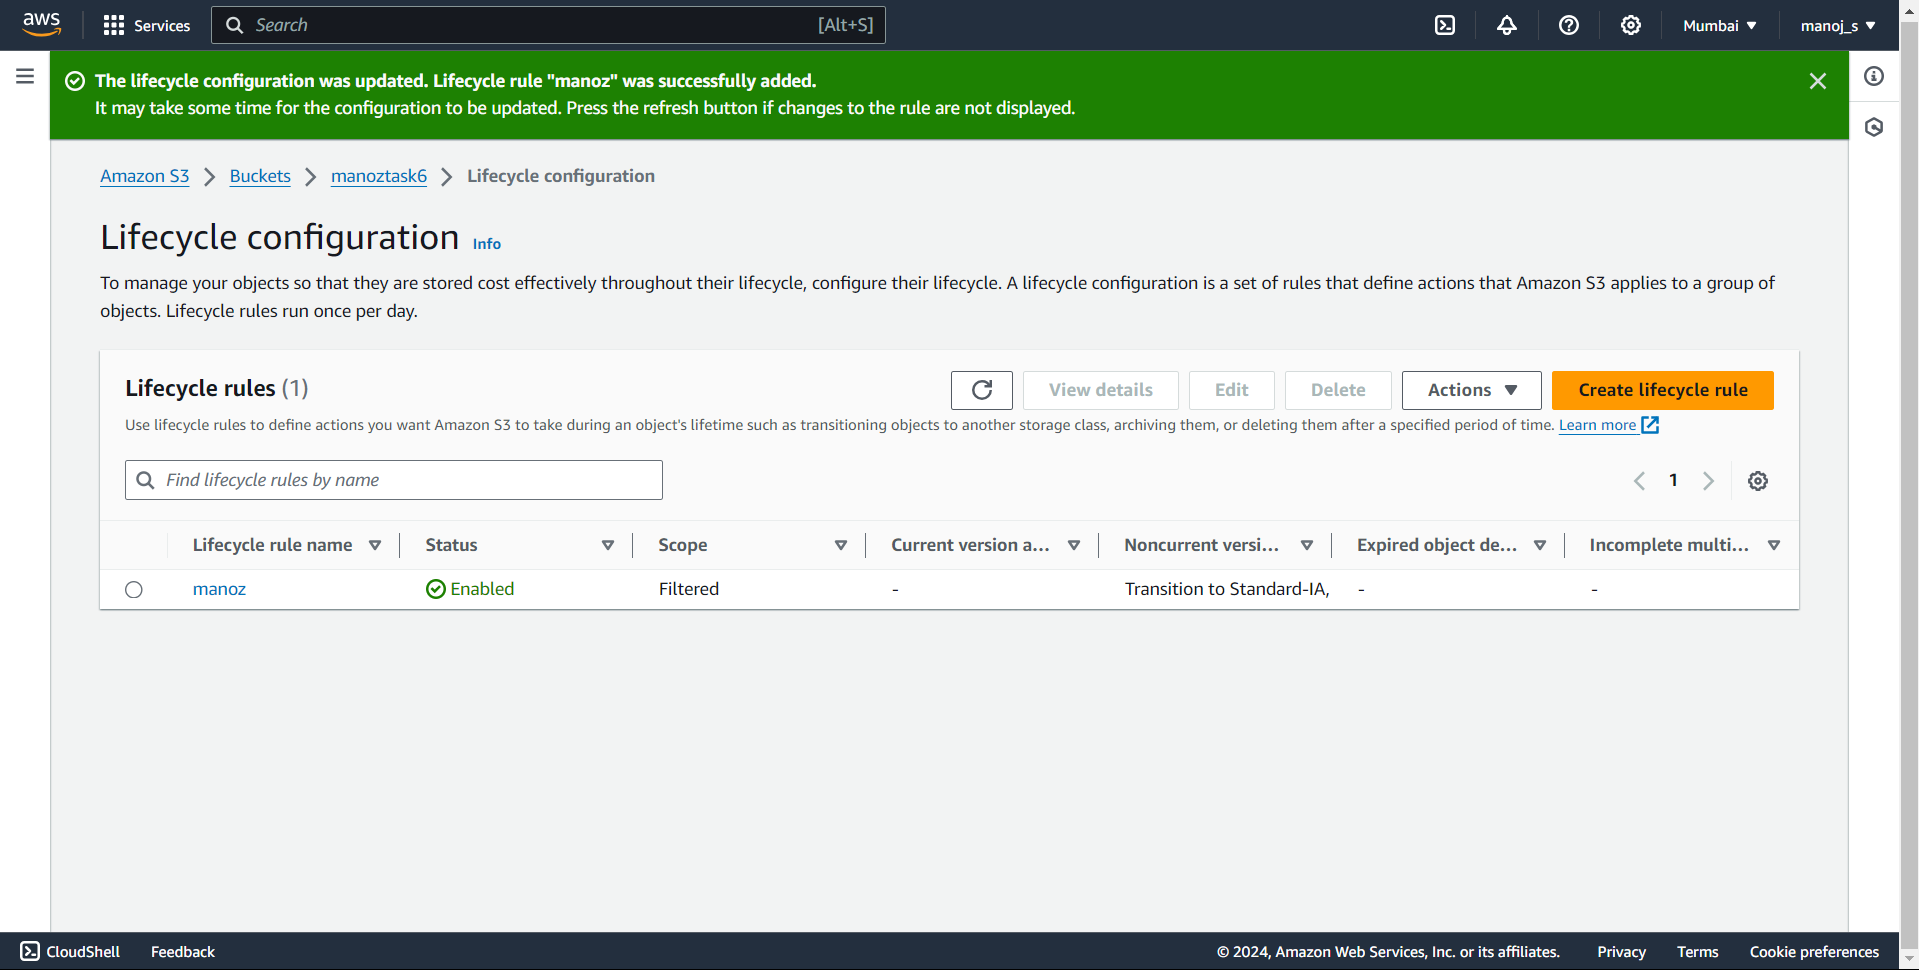 aws
Services
Search [Alt+S]
Mumbai
manoj_s
The lifecycle configuration was updated. Lifecycle rule "manoz" was successfully added.
It may take some time for the configuration to be updated. Press the refresh button if changes to the rule are not displayed.
Amazon S3 Buckets manoztask6 Lifecycle configuration
Lifecycle configuration Info
To manage your objects so that they are stored cost effectively throughout their lifecycle, configure their lifecycle. A lifecycle configuration is a set of rules that define actions that Amazon S3 applies to a group of
objects. Lifecycle rules run once per day.
Lifecycle rules (1)
View details Edit Delete Actions Create lifecycle rule
Use lifecycle rules to define actions you want Amazon S3 to take during an object's lifetime such as transitioning objects to another storage class, archiving them, or deleting them after a specified period of time. Learn more
Find lifecycle rules by name
1
Lifecycle rule name Status Scope Current version a... Noncurrent versi... Expired object de... Incomplete multi...
manoz Enabled Filtered - Transition to Standard-IA, - -
CloudShell Feedback © 2024, Amazon Web Services, Inc. or its affiliates. Privacy Terms Cookie preferences